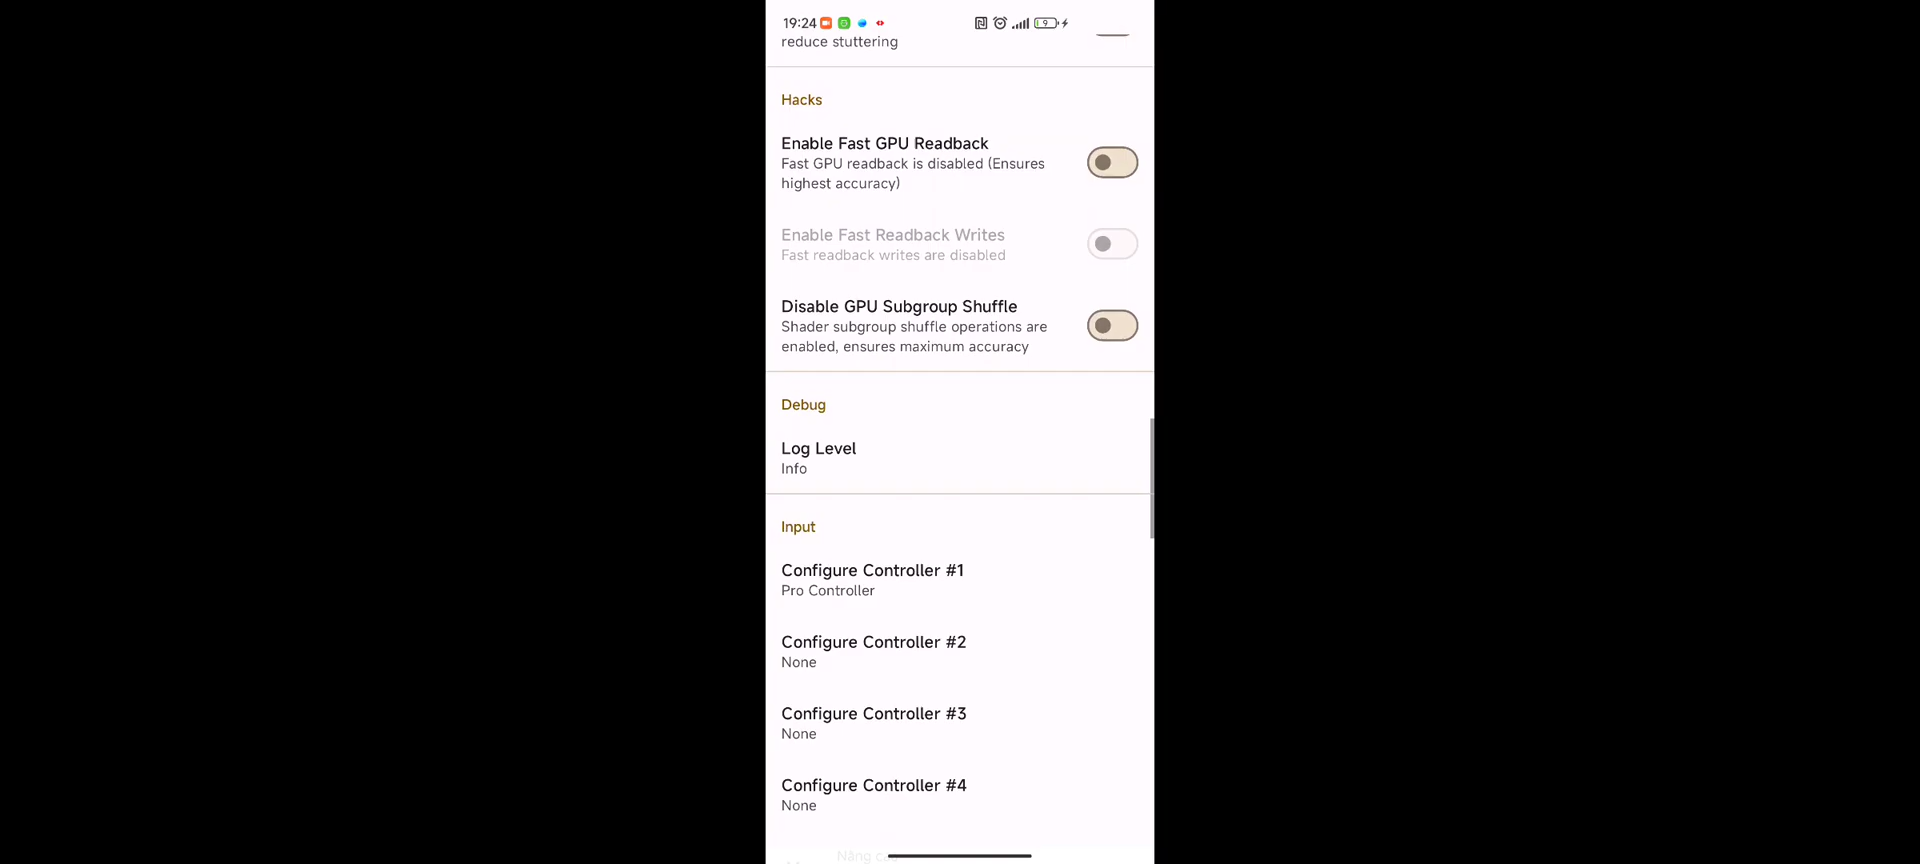 19:24
9
reduce stuttering
Hacks
Enable Fast GPU Readback
Fast GPU readback is disabled (Ensures
highest accuracy)
Enable Fast Readback Writes
Fast readback writes are disabled
Disable GPU Subgroup Shuffle
Shader subgroup shuffle operations are
enabled, ensures maximum accuracy
Debug
Log Level
Info
Input
Configure Controller #1
Pro Controller
Configure Controller #2
None
Configure Controller #3
None
Configure Controller #4
None
Nâng